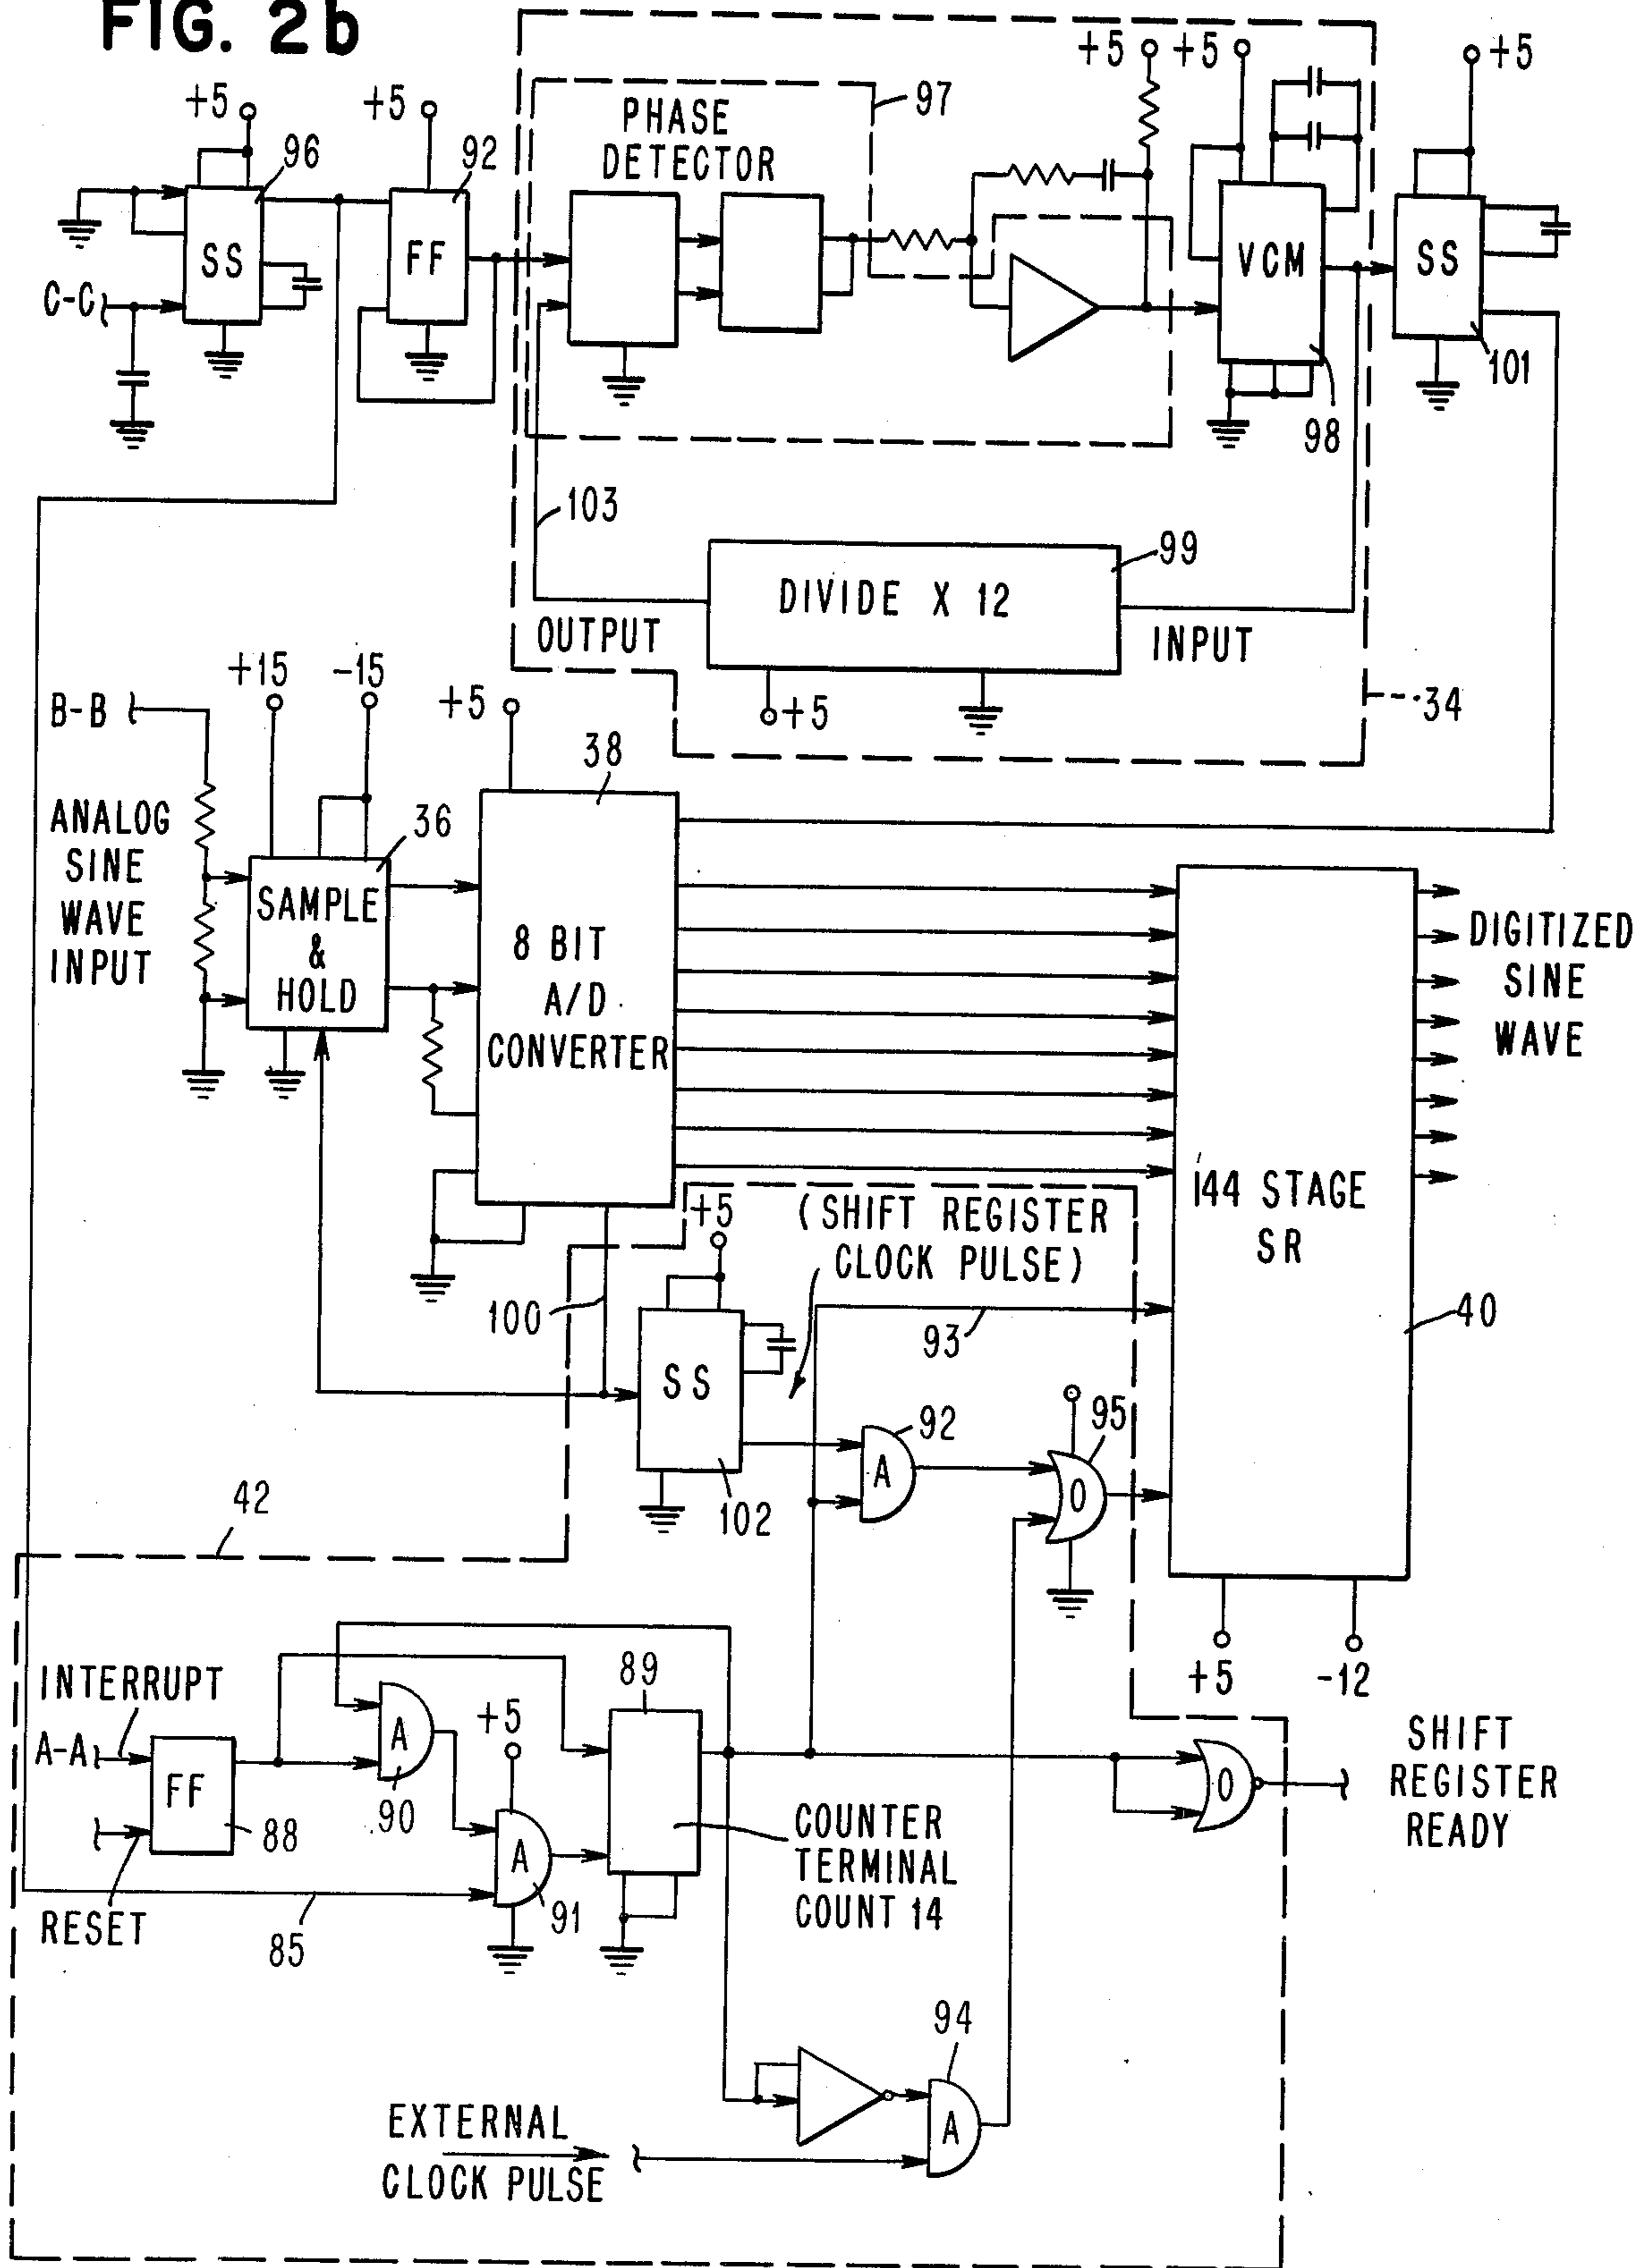 FIG. 2b
+5
+5
+5
+5
+5
96
92
PHASE
DETECTOR
97
SS
FF
VCM
SS
C-C
98
101
103
DIVIDE X 12
99
OUTPUT
INPUT
+5
34
B-B
+15
-15
+5
38
ANALOG
SINE
WAVE
INPUT
36
SAMPLE
&
HOLD
8 BIT
A/D
CONVERTER
DIGITIZED
SINE
WAVE
144 STAGE
SR
+5
(SHIFT REGISTER
CLOCK PULSE)
100
93
40
SS
92
95
A
O
102
42
+5
-12
INTERRUPT
A-A
FF
88
RESET
85
A
90
+5
A
91
89
COUNTER
TERMINAL
COUNT 14
O
SHIFT
REGISTER
READY
94
A
EXTERNAL
CLOCK PULSE